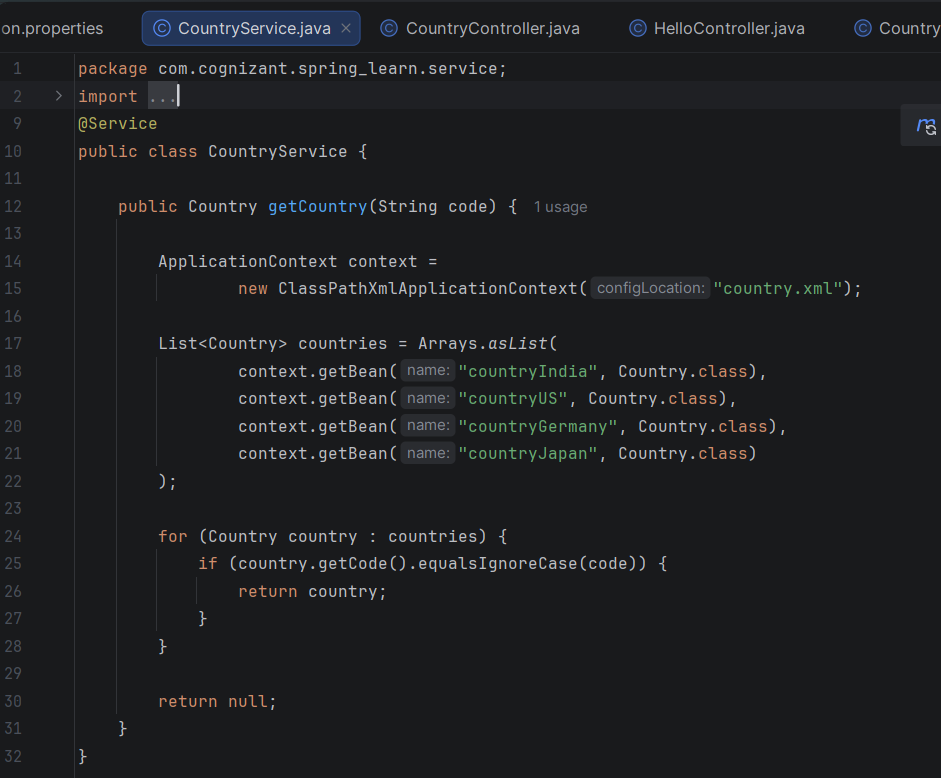 on.properties CountryService.java CountryController.java HelloController.java Country
1 package com.cognizant.spring_learn.service;
2 import ...
9 @Service
10 public class CountryService {
11
12 public Country getCountry(String code) { 1 usage
13
14 ApplicationContext context =
15 new ClassPathXmlApplicationContext( configLocation: "country.xml");
16
17 List<Country> countries = Arrays.asList(
18 context.getBean( name: "countryIndia", Country.class),
19 context.getBean( name: "countryUS", Country.class),
20 context.getBean( name: "countryGermany", Country.class),
21 context.getBean( name: "countryJapan", Country.class)
22 );
23
24 for (Country country : countries) {
25 if (country.getCode().equalsIgnoreCase(code)) {
26 return country;
27 }
28 }
29
30 return null;
31 }
32 }